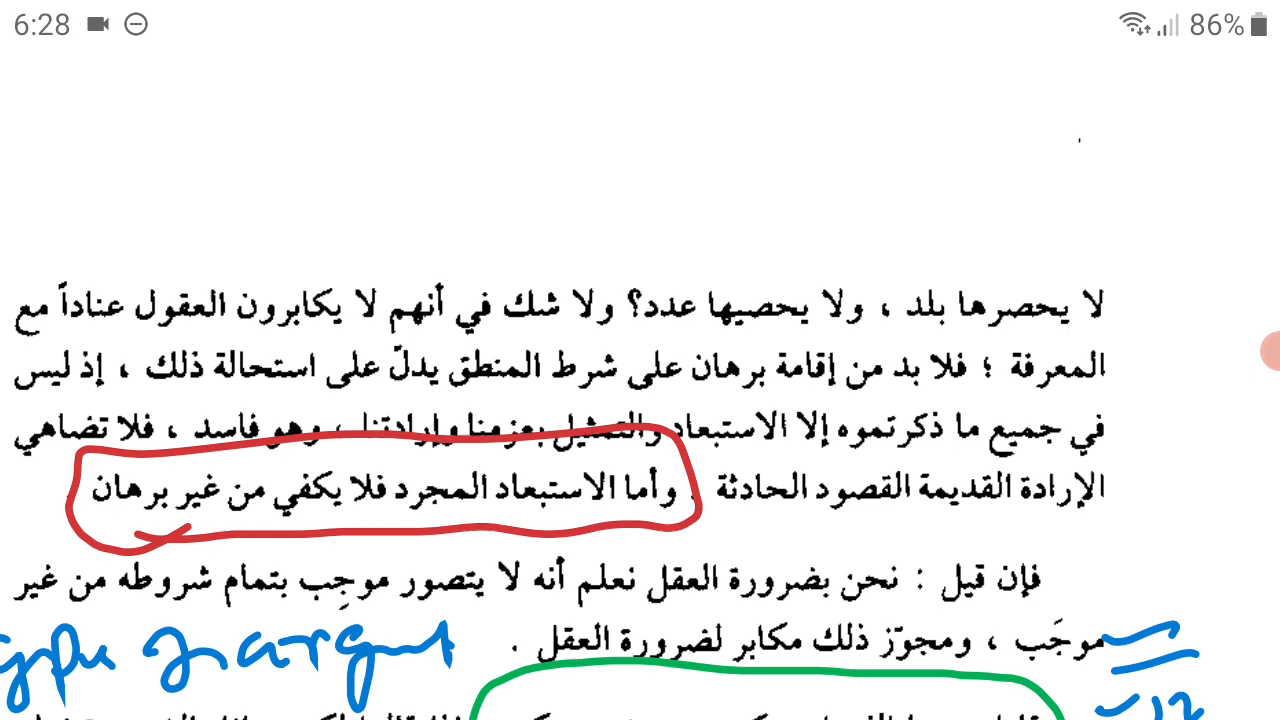 6:28 86%
لا يحصرها بلد ، ولا يحصيها عدد؟ ولا شك في أنهم لا يكابرون العقول عناداً مع
المعرفة ؛ فلا بد من إقامة برهان على شرط المنطق يدلّ على استحالة ذلك ، إذ ليس
في جميع ما ذكرتموه إلا الاستبعاد والتمثيل بعزمنا وإرادتنا ، وهو فاسد ، فلا تضاهي
الإرادة القديمة القصود الحادثة . وأما الاستبعاد المجرد فلا يكفي من غير برهان .
فإن قيل : نحن بضرورة العقل نعلم أنه لا يتصور موجِب بتمام شروطه من غير
موجَب ، ومجوّز ذلك مكابر لضرورة العقل .